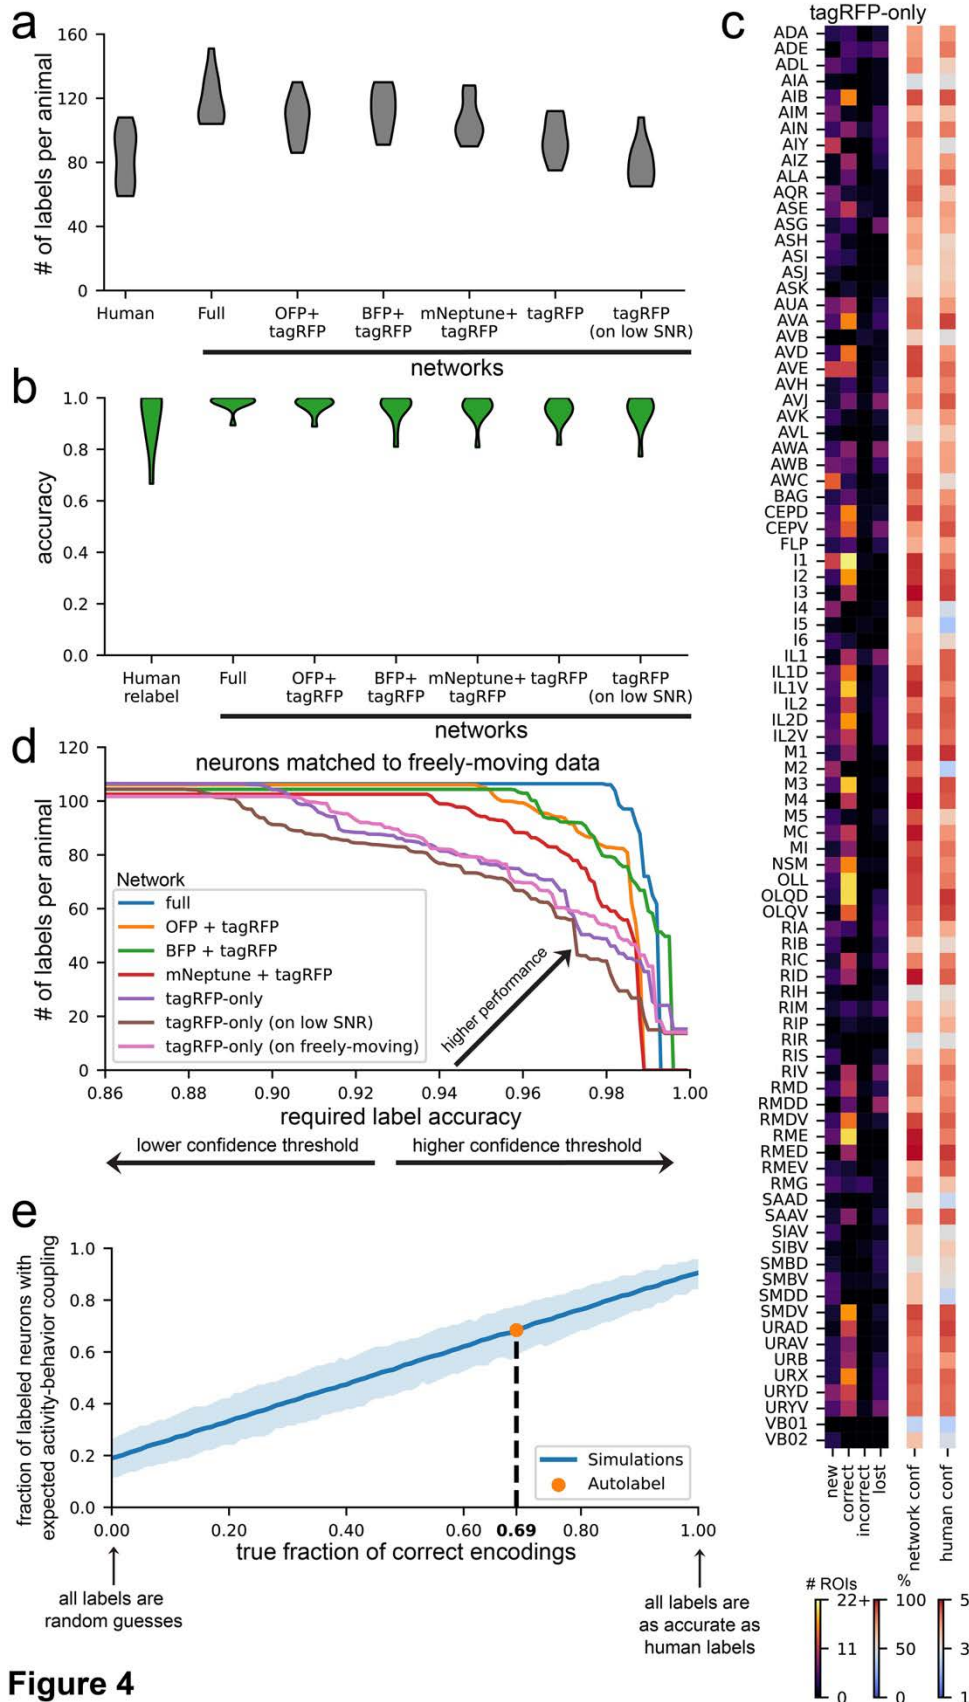 a
# of labels per animal
160
120
80
40
0
Human
Full
OFP+
tagRFP
BFP+
tagRFP
mNeptune+
tagRFP
tagRFP
tagRFP
(on low SNR)
networks
b
accuracy
1.0
0.8
0.6
0.4
0.2
0.0
Human
relabel
Full
OFP+
tagRFP
BFP+
tagRFP
mNeptune+
tagRFP
tagRFP
tagRFP
(on low SNR)
networks
c
tagRFP-only
ADA
ADE
ADL
AIA
AIB
AIM
AIN
AIY
AIZ
ALA
AQR
ASE
ASG
ASH
ASI
ASJ
ASK
AUA
AVA
AVB
AVD
AVE
AVH
AVJ
AVK
AVL
AWA
AWB
AWC
BAG
CEPD
CEPV
FLP
I1
I2
I3
I4
I5
I6
IL1
IL1D
IL1V
IL2
IL2D
IL2V
M1
M2
M3
M4
M5
MC
MI
NSM
OLL
OLQD
OLQV
RIA
RIB
RIC
RID
RIH
RIM
RIP
RIR
RIS
RIV
RMD
RMDD
RMDV
RME
RMED
RMEV
RMG
SAAD
SAAV
SIAV
SIBV
SMBD
SMBV
SMDD
SMDV
URAD
URAV
URB
URX
URYD
URYV
VB01
VB02
new
correct
incorrect
lost
network conf
human conf
# ROIs
22+
11
0
%
100
50
0
5
3
1
d
neurons matched to freely-moving data
# of labels per animal
120
100
80
60
40
20
0
Network
full
OFP + tagRFP
BFP + tagRFP
mNeptune + tagRFP
tagRFP-only
tagRFP-only (on low SNR)
tagRFP-only (on freely-moving)
higher performance
0.86 0.88 0.90 0.92 0.94 0.96 0.98 1.00
required label accuracy
lower confidence threshold
higher confidence threshold
e
fraction of labeled neurons with
expected activity-behavior coupling
1.0
0.8
0.6
0.4
0.2
0.0
Simulations
Autolabel
0.00 0.20 0.40 0.60 0.69 0.80 1.00
true fraction of correct encodings
all labels are
random guesses
all labels are
as accurate as
human labels
Figure 4